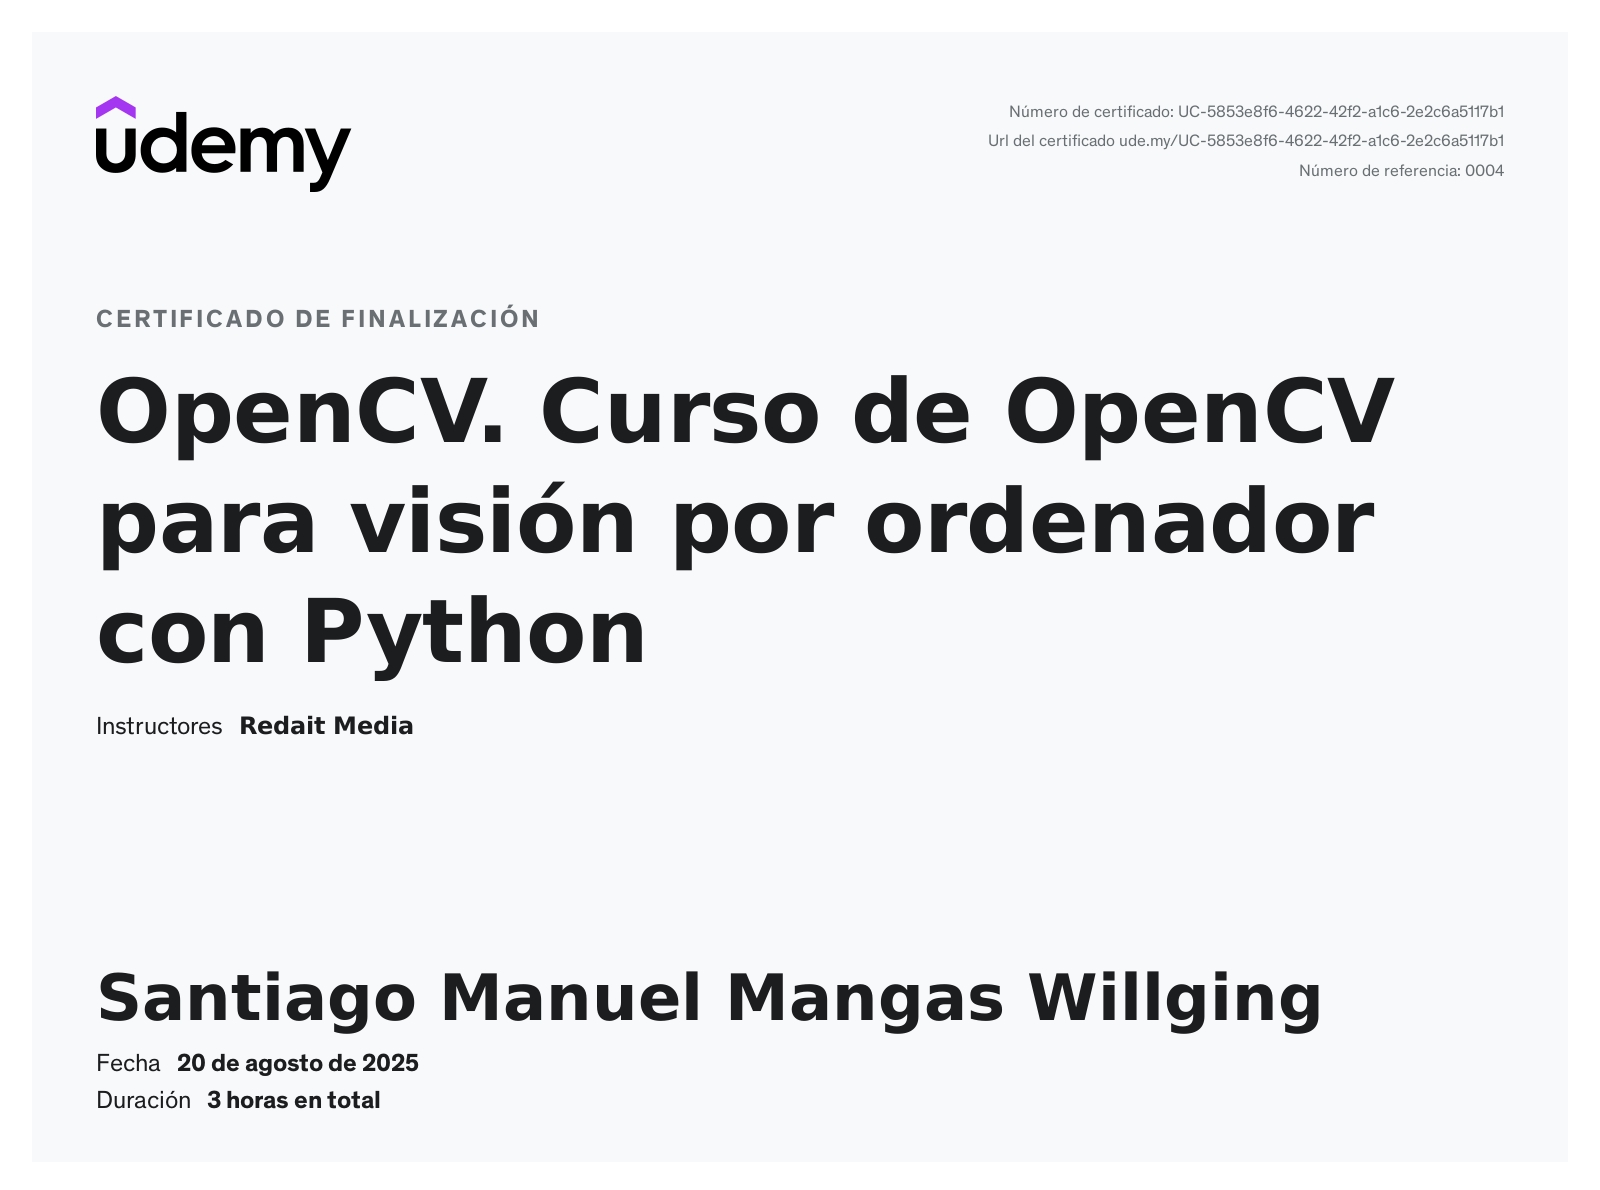 udemy
Número de certificado: UC-5853e8f6-4622-42f2-a1c6-2e2c6a5117b1
Url del certificado ude.my/UC-5853e8f6-4622-42f2-a1c6-2e2c6a5117b1
Número de referencia: 0004
CERTIFICADO DE FINALIZACIÓN
OpenCV. Curso de OpenCV
para visión por ordenador
con Python
Instructores Redait Media
Santiago Manuel Mangas Willging
Fecha 20 de agosto de 2025
Duración 3 horas en total